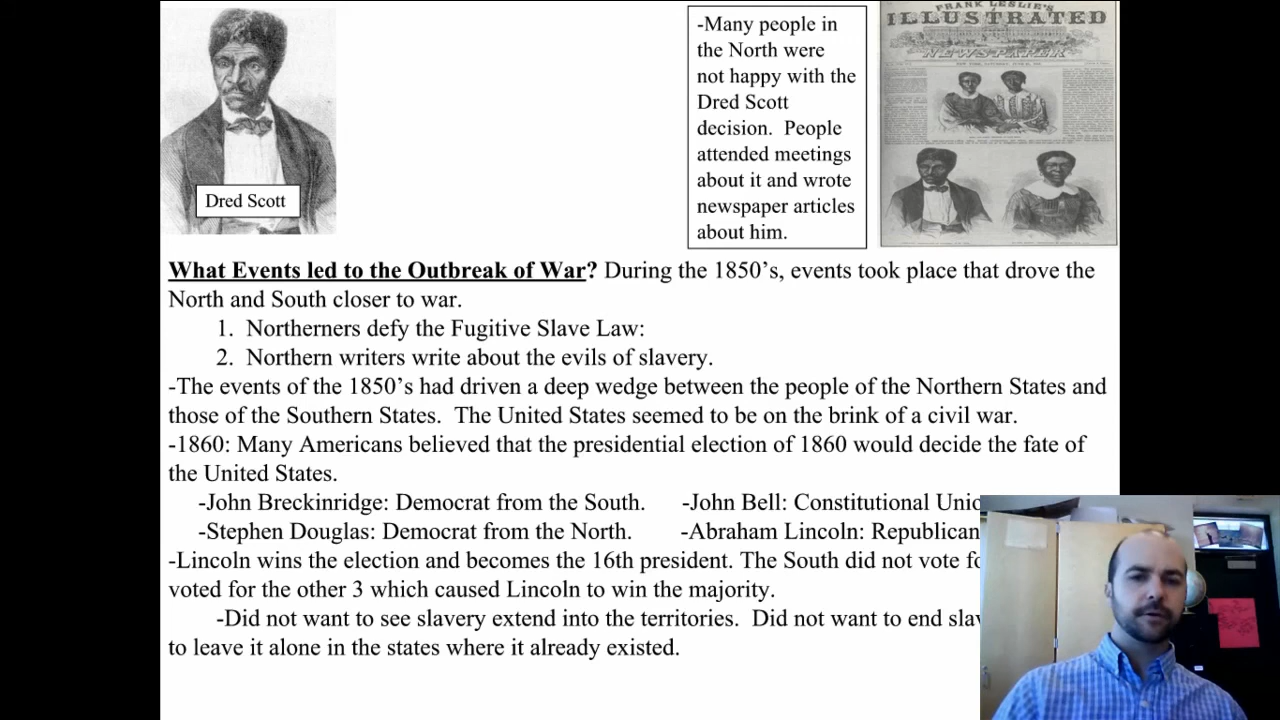 Dred Scott
-Many people in
the North were
not happy with the
Dred Scott
decision.  People
attended meetings
about it and wrote
newspaper articles
about him.
FRANK LESLIE'S
ILLUSTRATED
NEWSPAPER
What Events led to the Outbreak of War? During the 1850's, events took place that drove the
North and South closer to war.
1.  Northerners defy the Fugitive Slave Law:
2.  Northern writers write about the evils of slavery.
-The events of the 1850's had driven a deep wedge between the people of the Northern States and
those of the Southern States.  The United States seemed to be on the brink of a civil war.
-1860: Many Americans believed that the presidential election of 1860 would decide the fate of
the United States.
-John Breckinridge: Democrat from the South.
-John Bell: Constitutional
-Stephen Douglas: Democrat from the North.
-Abraham Lincoln: Republican
-Lincoln wins the election and becomes the 16th president. The South did not vote
voted for the other 3 which caused Lincoln to win the majority.
-Did not want to see slavery extend into the territories.  Did not want to end
to leave it alone in the states where it already existed.